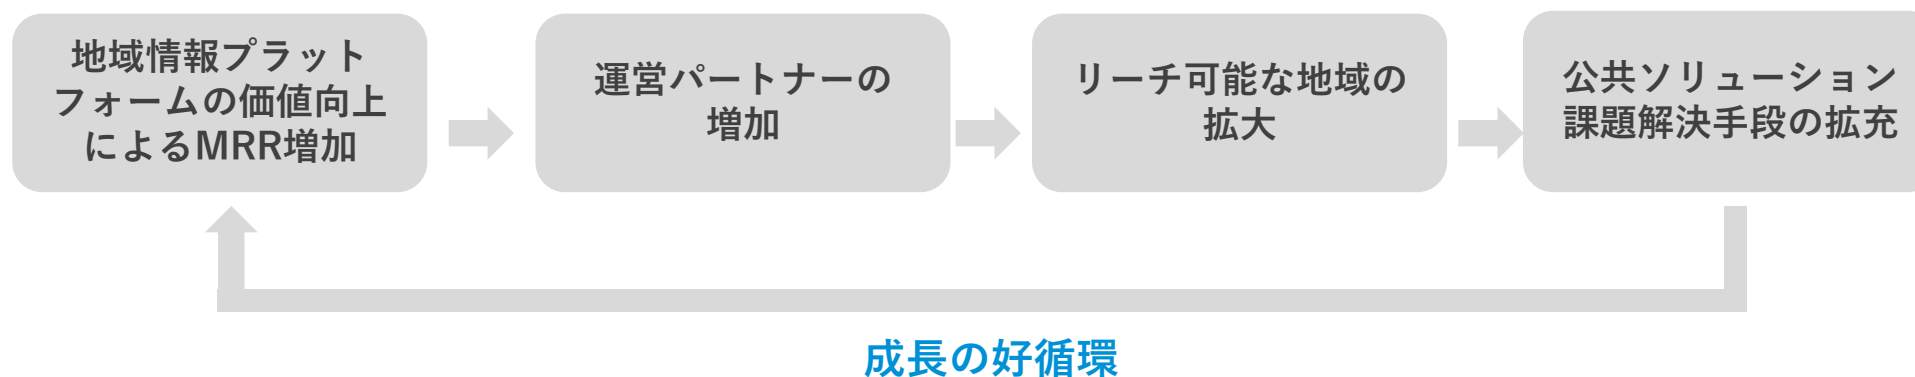 地域情報プラット
フォームの価値向上
によるMRR増加
運営パートナーの
増加
リーチ可能な地域の
拡大
公共ソリューション
課題解決手段の拡充
成長の好循環